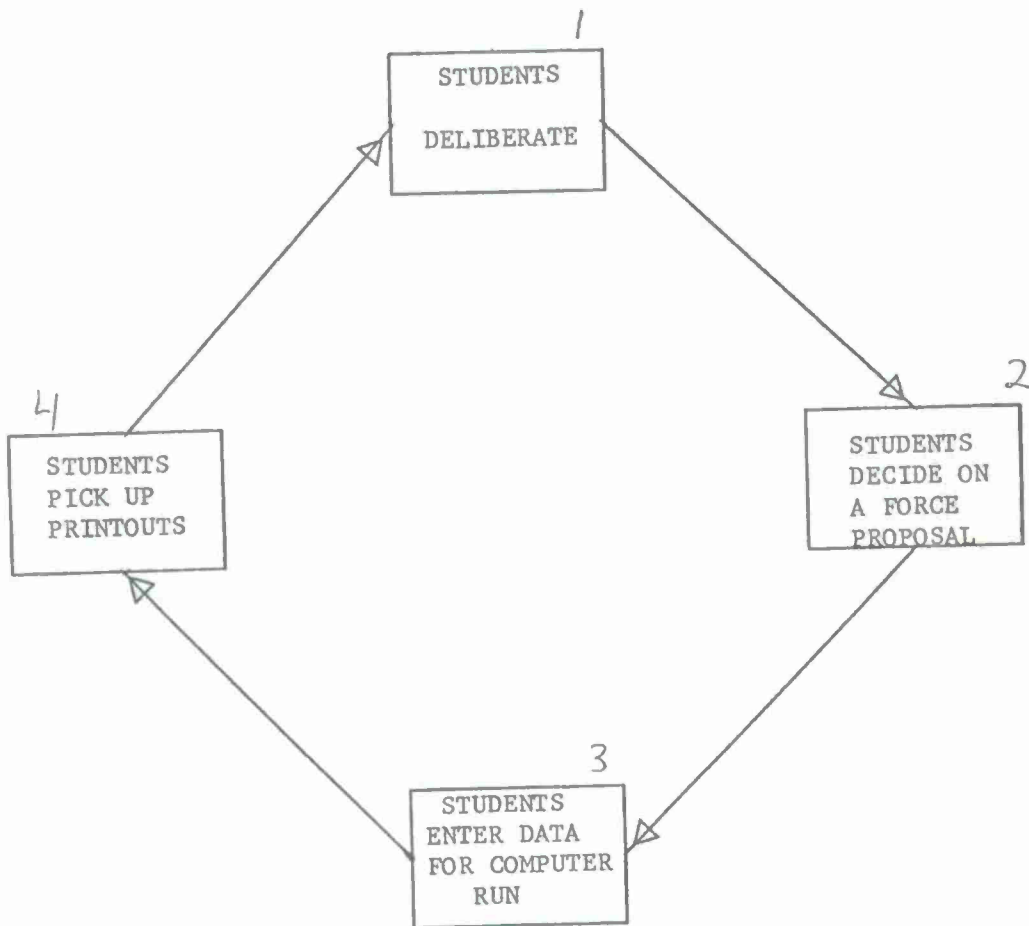 1
STUDENTS
DELIBERATE
2
STUDENTS
DECIDE ON
A FORCE
PROPOSAL
3
STUDENTS
ENTER DATA
FOR COMPUTER
RUN
4
STUDENTS
PICK UP
PRINTOUTS